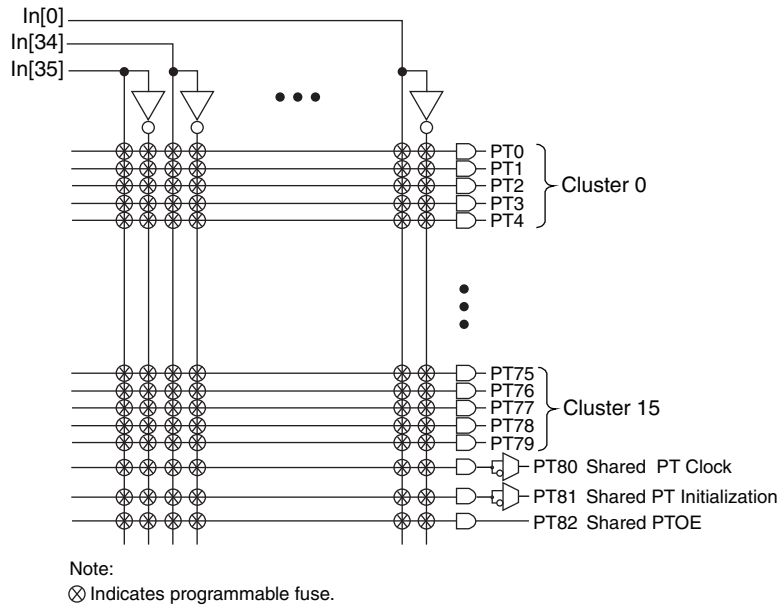 In[0]
In[34]
In[35]
PT0
PT1
PT2
PT3
PT4
Cluster 0
PT75
PT76
PT77
PT78
PT79
Cluster 15
PT80 Shared PT Clock
PT81 Shared PT Initialization
PT82 Shared PTOE
Note:
Indicates programmable fuse.